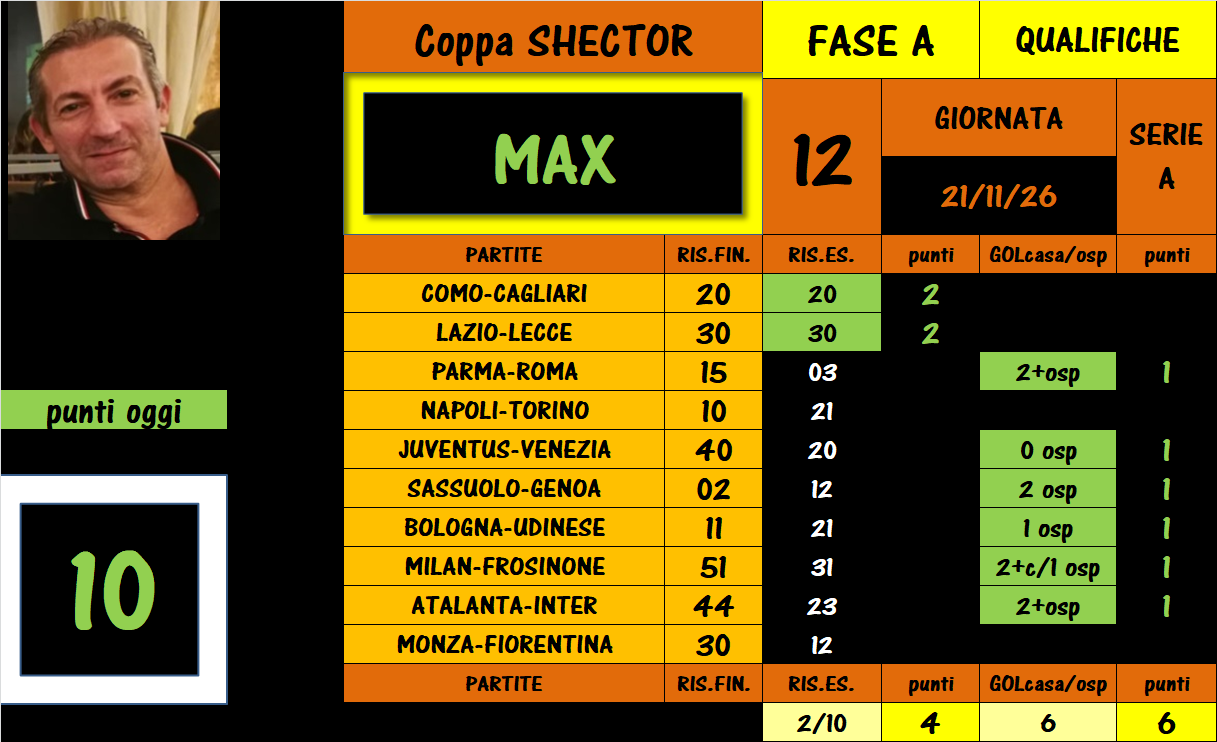 Coppa SHECTOR FASE A QUALIFICHE
MAX 12 GIORNATA SERIE A
21/11/26
PARTITE RIS.FIN. RIS.ES. punti GOLcasa/osp punti
COMO-CAGLIARI 20 20 2
LAZIO-LECCE 30 30 2
PARMA-ROMA 15 03 2+osp 1
NAPOLI-TORINO 10 21
JUVENTUS-VENEZIA 40 20 0 osp 1
SASSUOLO-GENOA 02 12 2 osp 1
BOLOGNA-UDINESE 11 21 1 osp 1
MILAN-FROSINONE 51 31 2+c/1 osp 1
ATALANTA-INTER 44 23 2+osp 1
MONZA-FIORENTINA 30 12
PARTITE RIS.FIN. RIS.ES. punti GOLcasa/osp punti
2/10 4 6 6
punti oggi
10